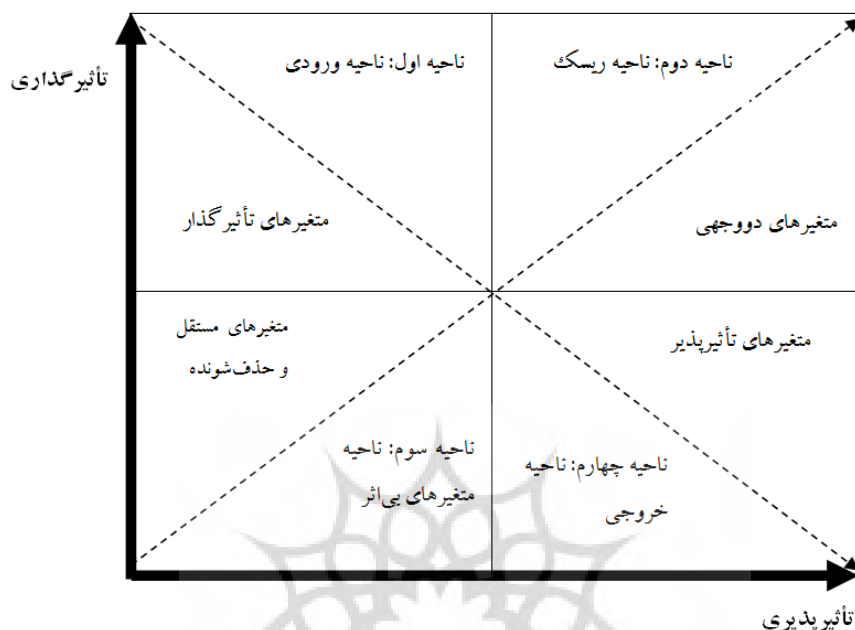 تأثیرگذاری
ناحیه اول: ناحیه ورودی
ناحیه دوم: ناحیه ریسک
متغیرهای تأثیرگذار
متغیرهای دووجهی
متغیرهای مستقل
و حذف‌شونده
متغیرهای تأثیرپذیر
ناحیه سوم: ناحیه
متغیرهای بی‌اثر
ناحیه چهارم: ناحیه
خروجی
تأثیرپذیری